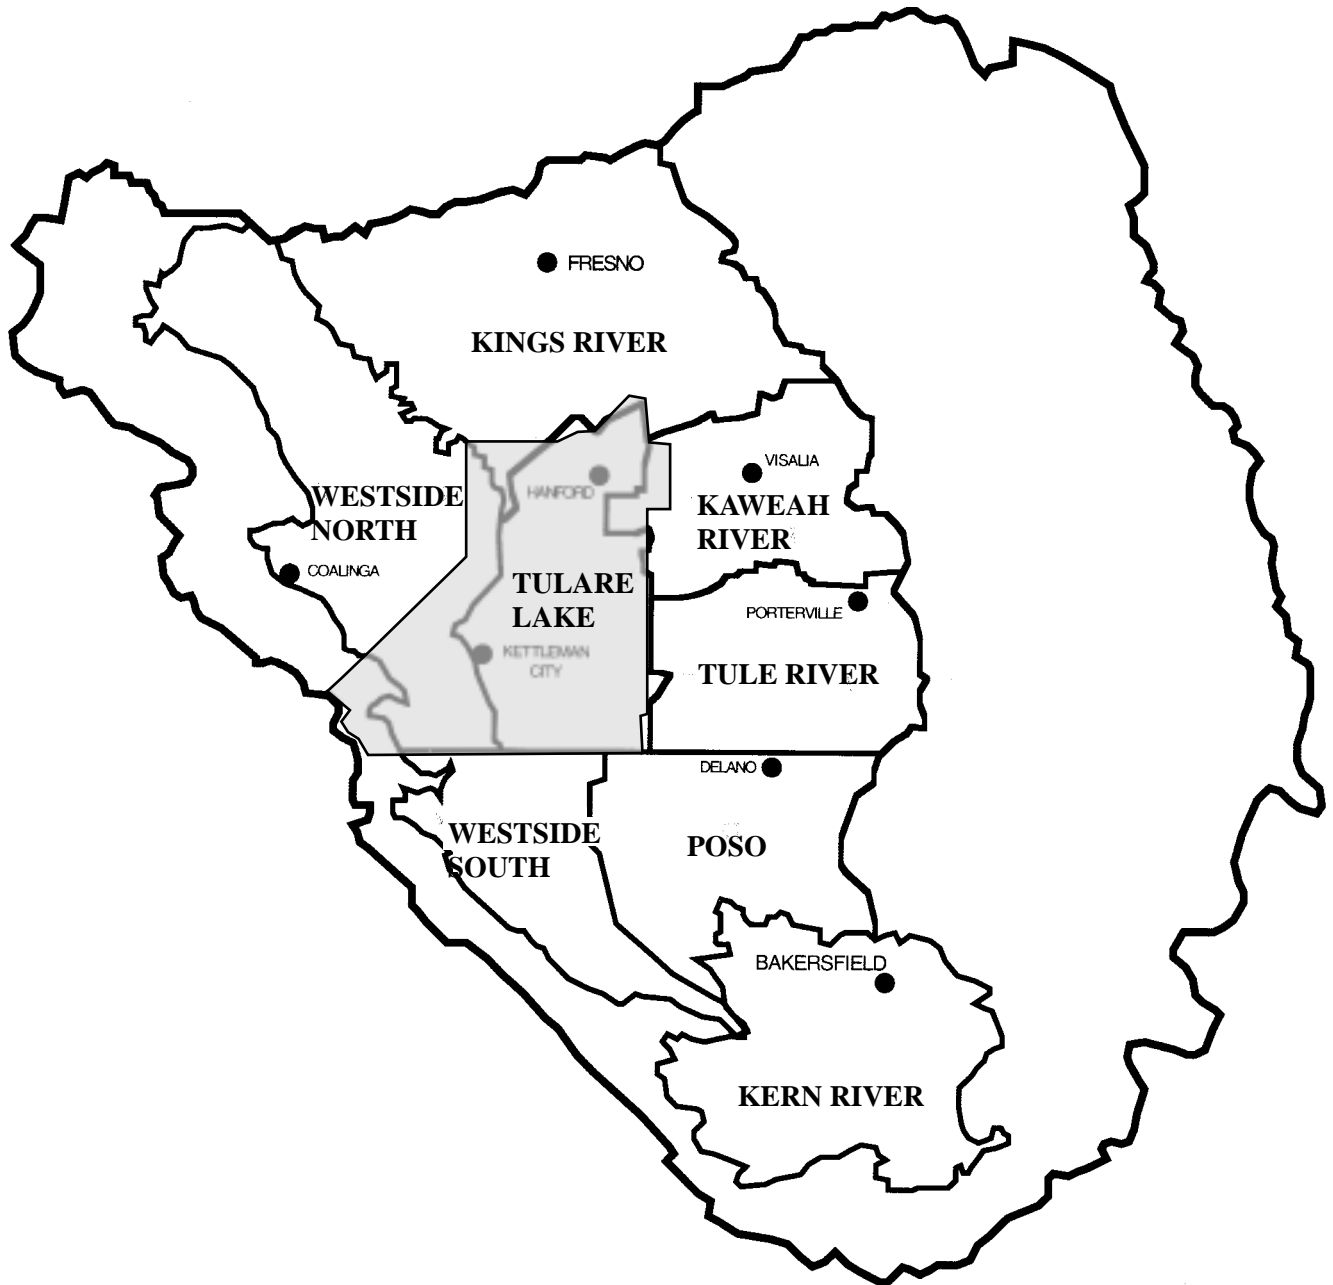 FRESNO
KINGS RIVER
VISALIA
HANFORD
WESTSIDE
NORTH
KAWEAH
RIVER
COALINGA
TULARE
LAKE
PORTERVILLE
KETTLEMAN
CITY
TULE RIVER
DELANO
WESTSIDE
SOUTH
POSO
BAKERSFIELD
KERN RIVER